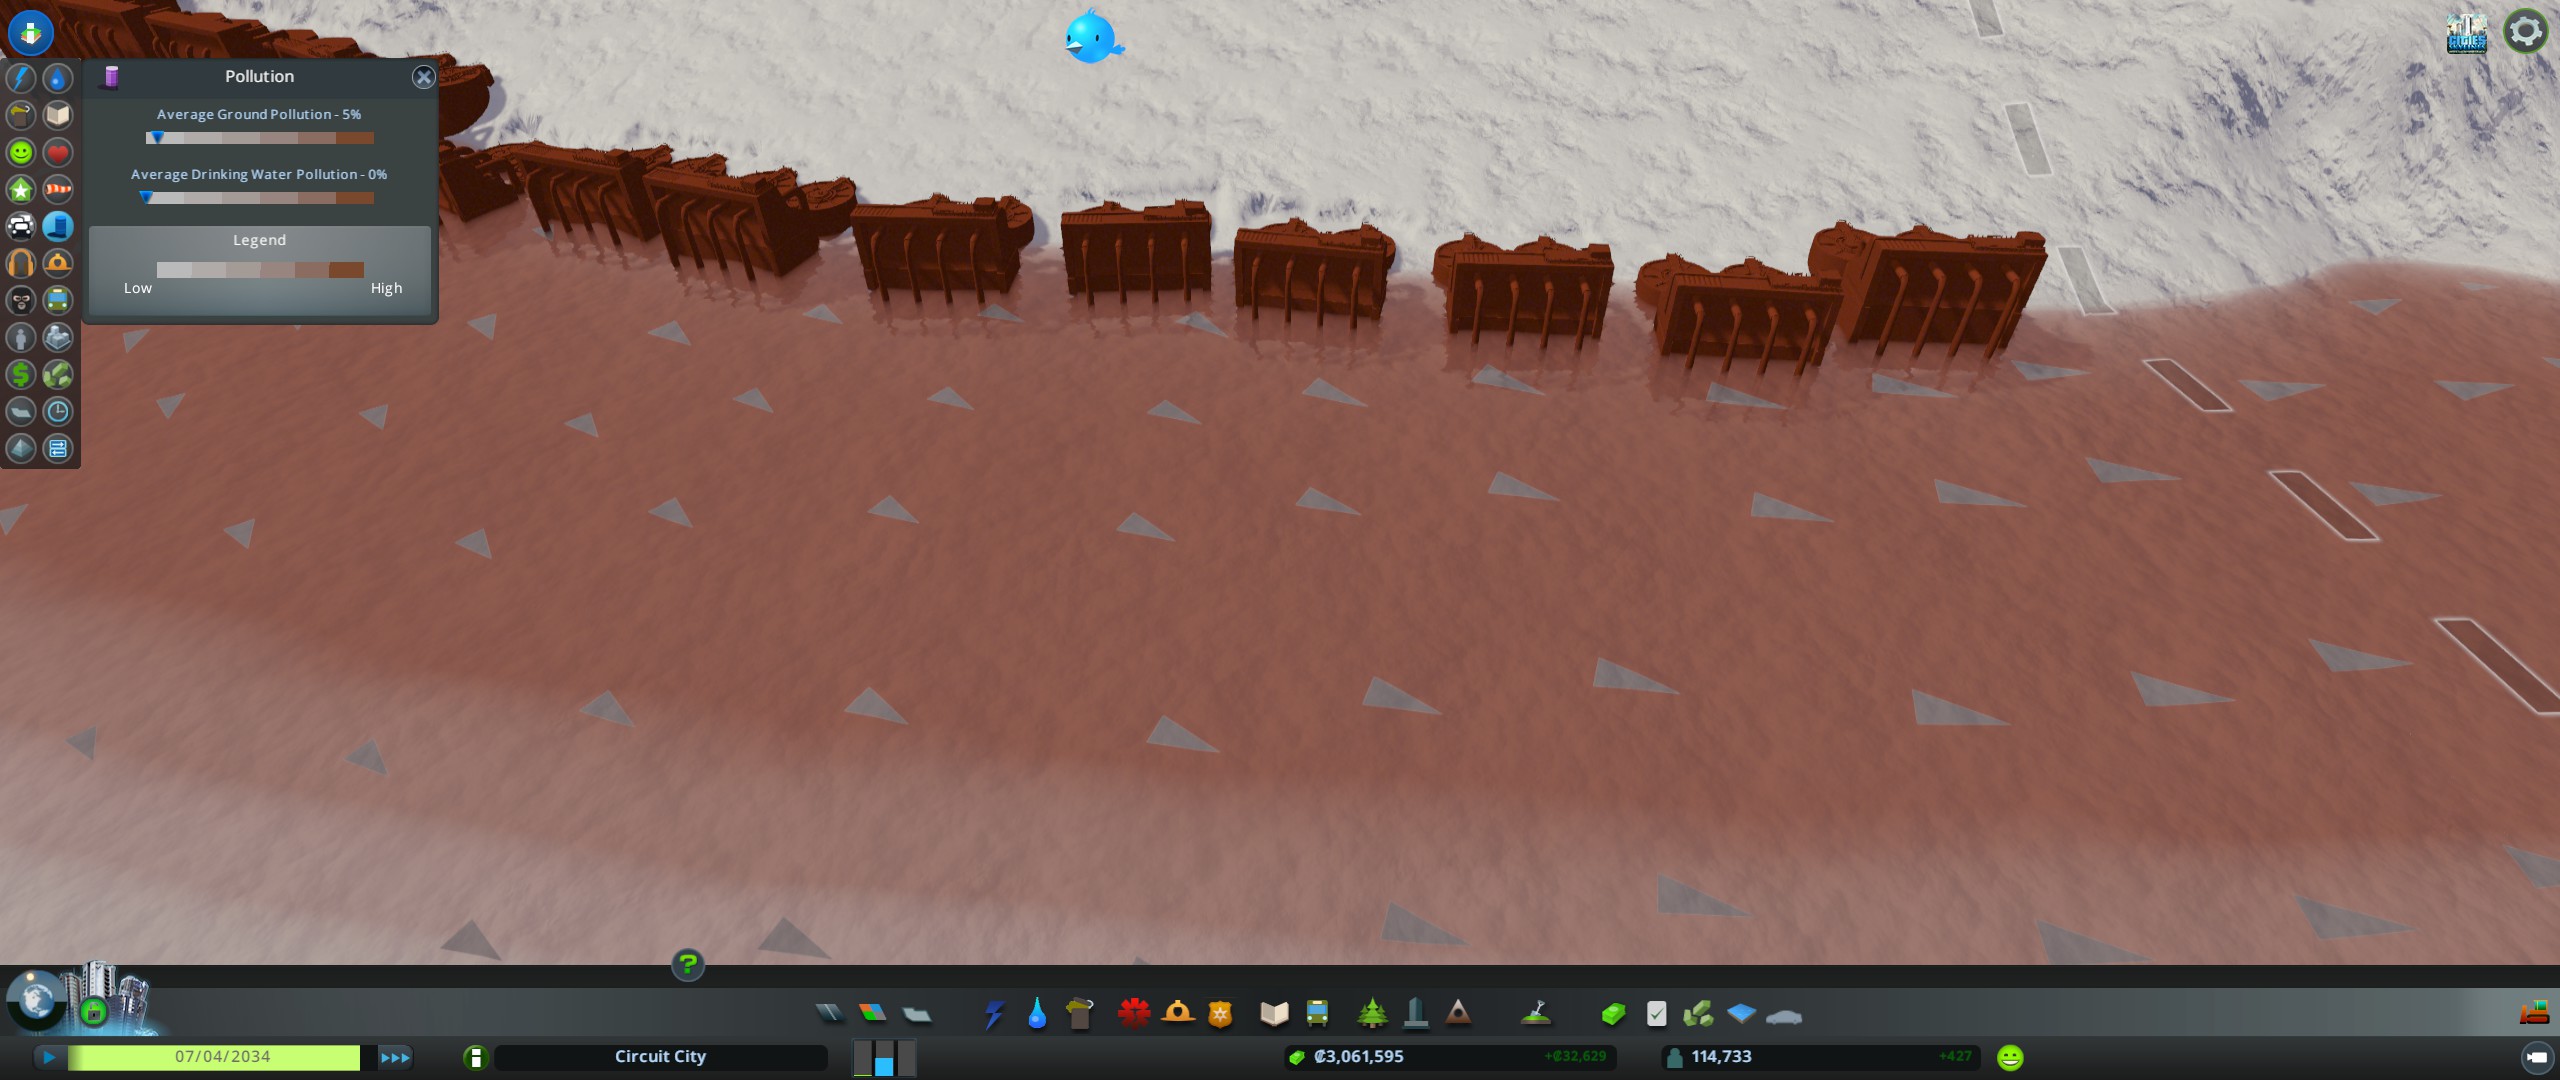 CITIES
Pollution
Average Ground Pollution - 5%
Average Drinking Water Pollution - 0%
Legend
Low
High
?
07/04/2034
Circuit City
₡3,061,595
+₡32,629
114,733
+427